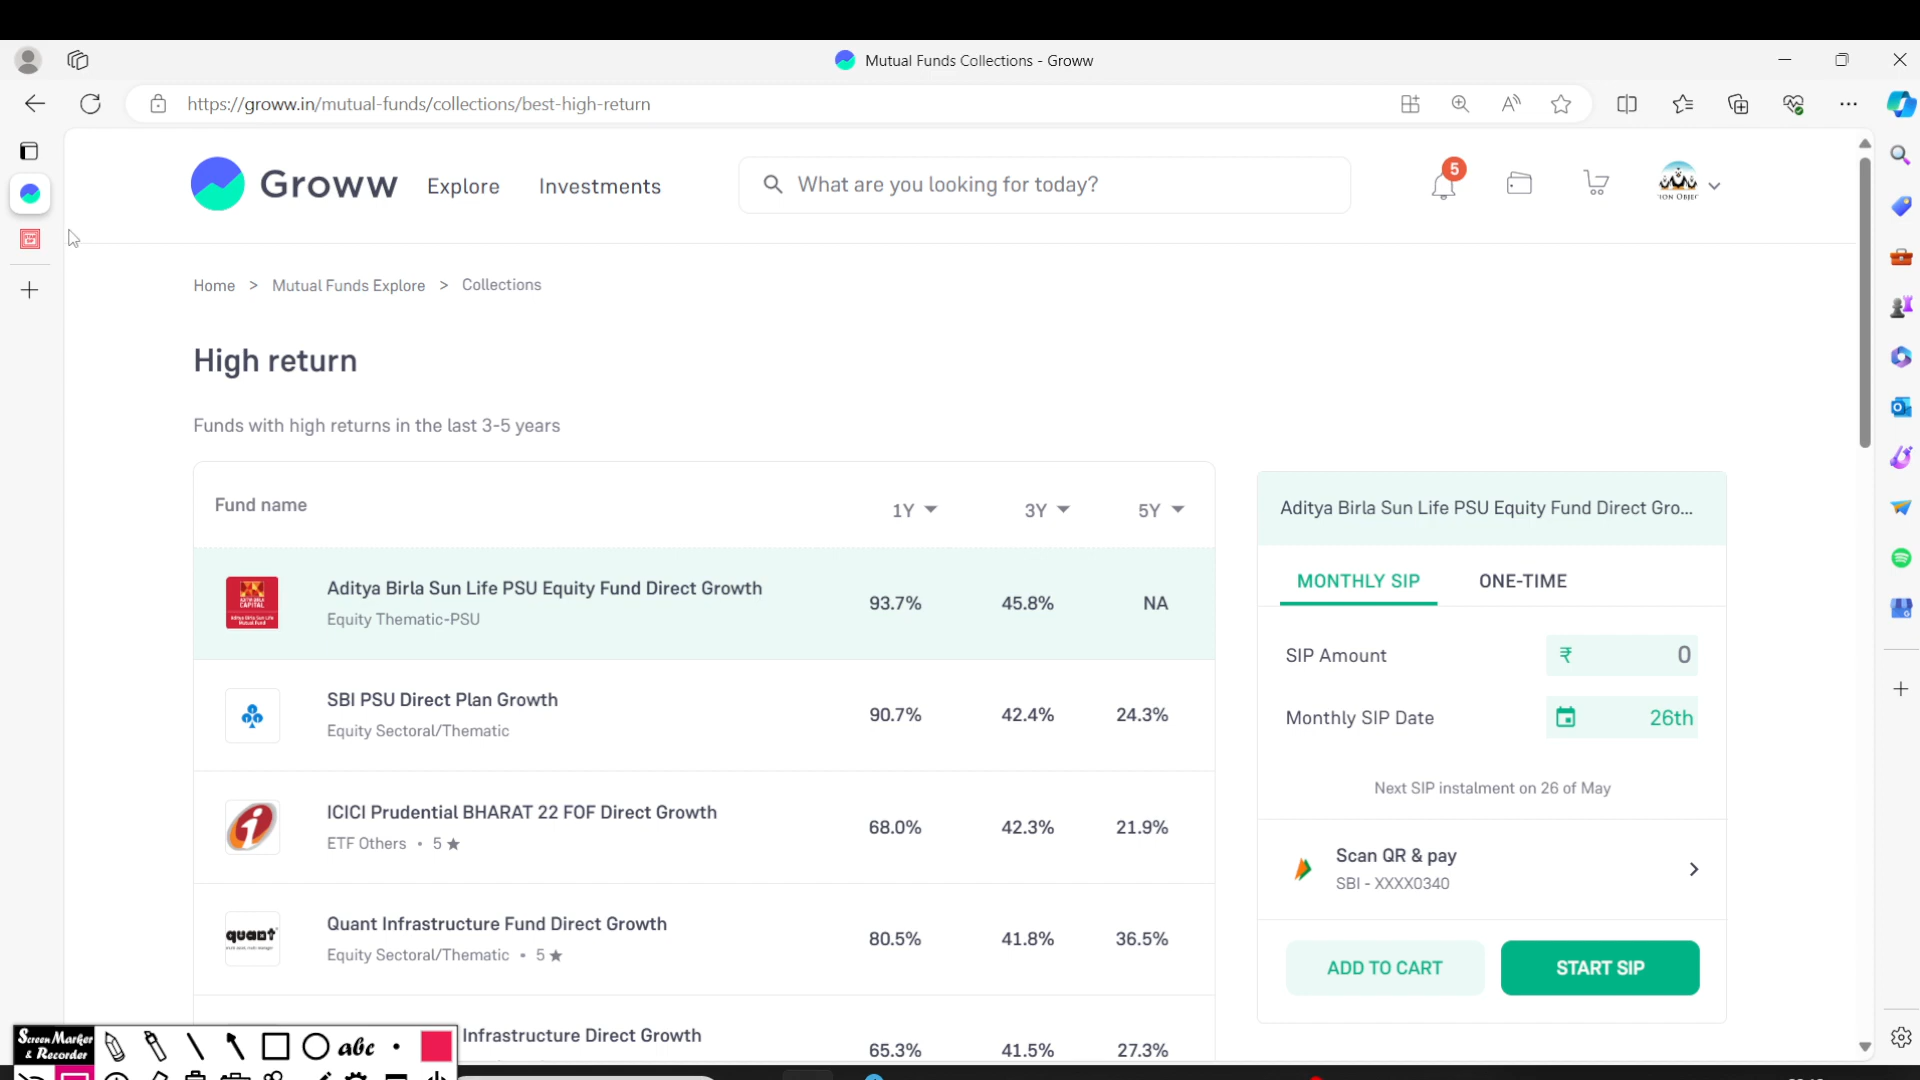 Mutual Funds Collections - Groww
https://groww.in/mutual-funds/collections/best-high-return
Groww
Explore
Investments
What are you looking for today?
5
Home > Mutual Funds Explore > Collections
High return
Funds with high returns in the last 3-5 years
Fund name 1Y 3Y 5Y
Aditya Birla Sun Life PSU Equity Fund Direct Growth
Equity Thematic-PSU
93.7% 45.8% NA
SBI PSU Direct Plan Growth
Equity Sectoral/Thematic
90.7% 42.4% 24.3%
ICICI Prudential BHARAT 22 FOF Direct Growth
ETF Others • 5 ★
68.0% 42.3% 21.9%
quant
Quant Infrastructure Fund Direct Growth
Equity Sectoral/Thematic • 5 ★
80.5% 41.8% 36.5%
Infrastructure Direct Growth
65.3% 41.5% 27.3%
Aditya Birla Sun Life PSU Equity Fund Direct Gro...
MONTHLY SIP ONE-TIME
SIP Amount ₹ 0
Monthly SIP Date 26th
Next SIP instalment on 26 of May
Scan QR & pay
SBI - XXXX0340
ADD TO CART START SIP
Screen Marker
& Recorder
abc